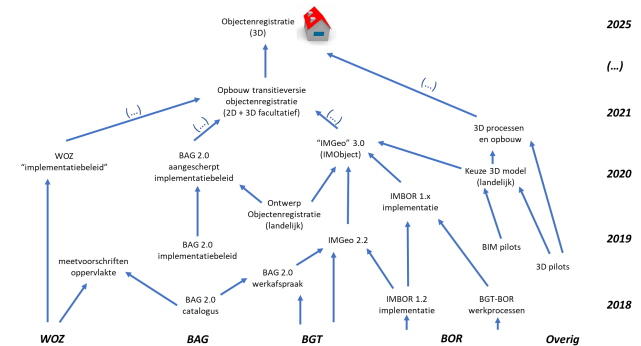 Objectenregistratie
(3D)
2025
(...)
(...)
Opbouw transitieversie
objectenregistratie
(2D + 3D facultatief)
(...)
(...)
(...)
2021
3D processen
en opbouw
WOZ
"implementatiebeleid"
BAG 2.0
aangescherpt
implementatiebeleid
"IMGeo" 3.0
(IMObject)
Keuze 3D model
(landelijk)
2020
Ontwerp
Objectenregistratie
(landelijk)
IMBOR 1.x
implementatie
BAG 2.0
implementatiebeleid
IMGeo 2.2
BIM pilots
2019
meetvoorschriften
oppervlakte
BAG 2.0
werkafspraak
3D pilots
BAG 2.0
catalogus
IMBOR 1.2
implementatie
BGT-BOR
werkprocessen
2018
WOZ
BAG
BGT
BOR
Overig